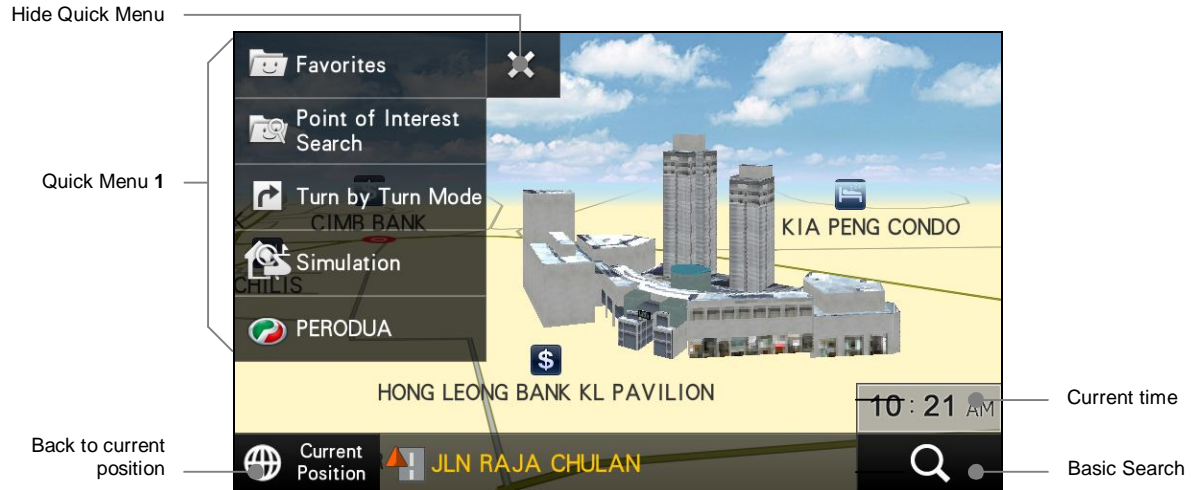 Hide Quick Menu
Favorites
Point of Interest
Search
Quick Menu 1
Turn by Turn Mode
CIMB BANK
KIA PENG CONDO
Simulation
CHILIS
PERODUA
$
HONG LEONG BANK KL PAVILION
10:21 AM
Current time
Back to current
position
Current
Position
JLN RAJA CHULAN
Basic Search